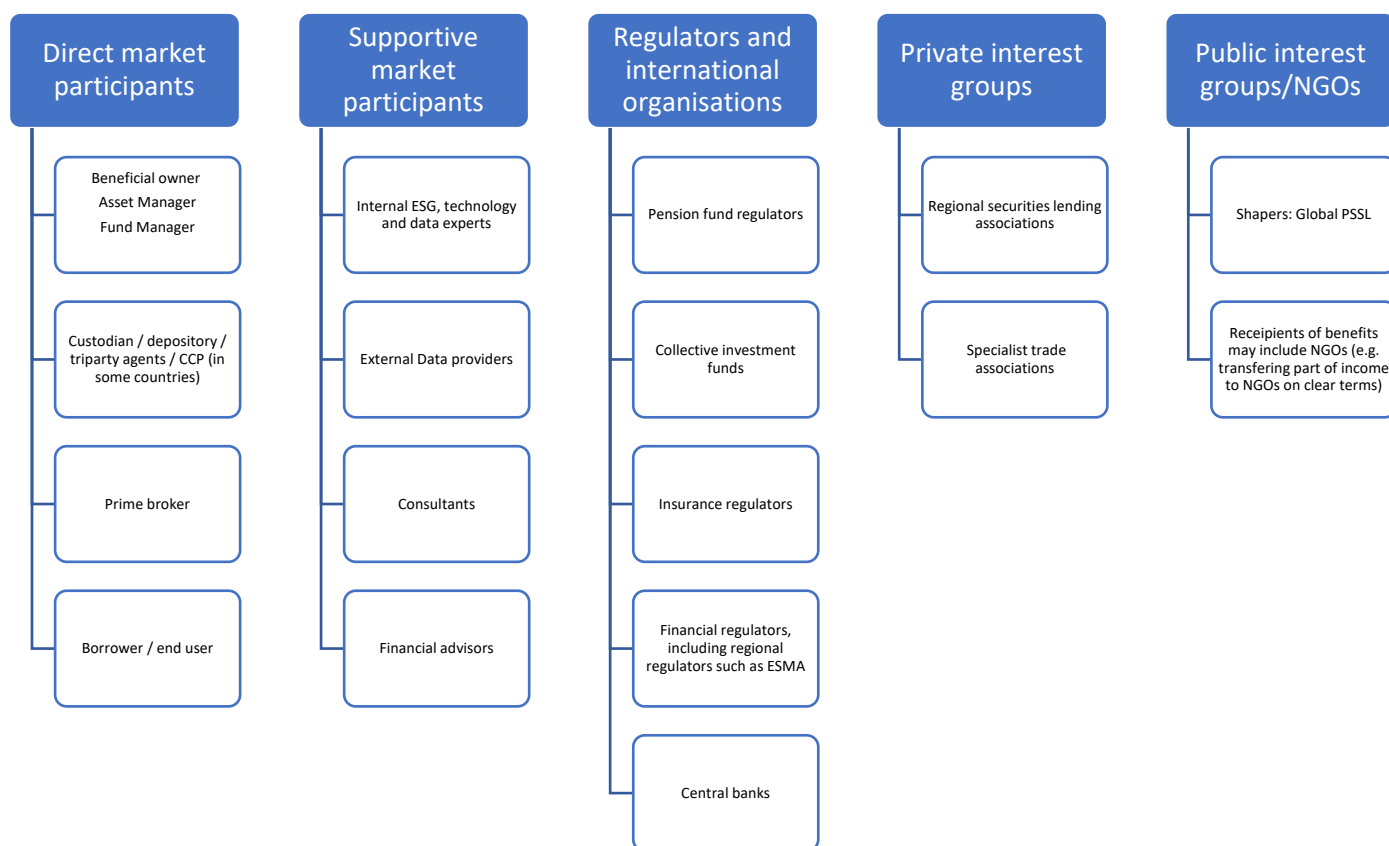 Direct market
participants
Beneficial owner
Asset Manager
Fund Manager
Custodian / depository /
triparty agents / CCP (in
some countries)
Prime broker
Borrower / end user
Supportive
market
participants
Internal ESG, technology
and data experts
External Data providers
Consultants
Financial advisors
Regulators and
international
organisations
Pension fund regulators
Collective investment
funds
Insurance regulators
Financial regulators,
including regional
regulators such as ESMA
Central banks
Private interest
groups
Regional securities lending
associations
Specialist trade
associations
Public interest
groups/NGOs
Shapers: Global PSSL
Receipients of benefits
may include NGOs (e.g.
transfering part of income
to NGOs on clear terms)